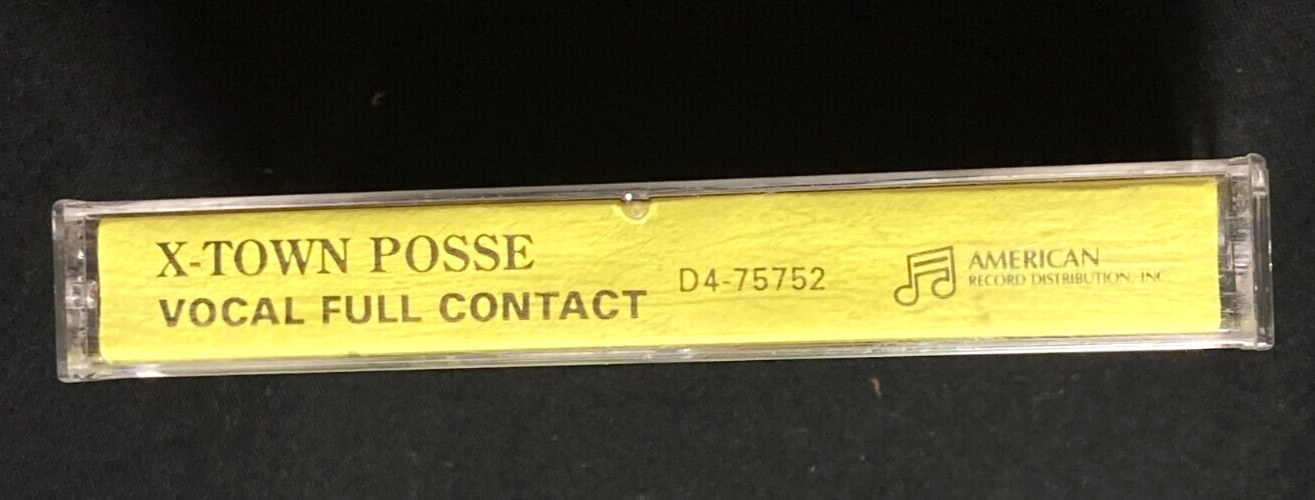 X-TOWN POSSE
VOCAL FULL CONTACT
D4-75752
AMERICAN
RECORD DISTRIBUTION, INC.